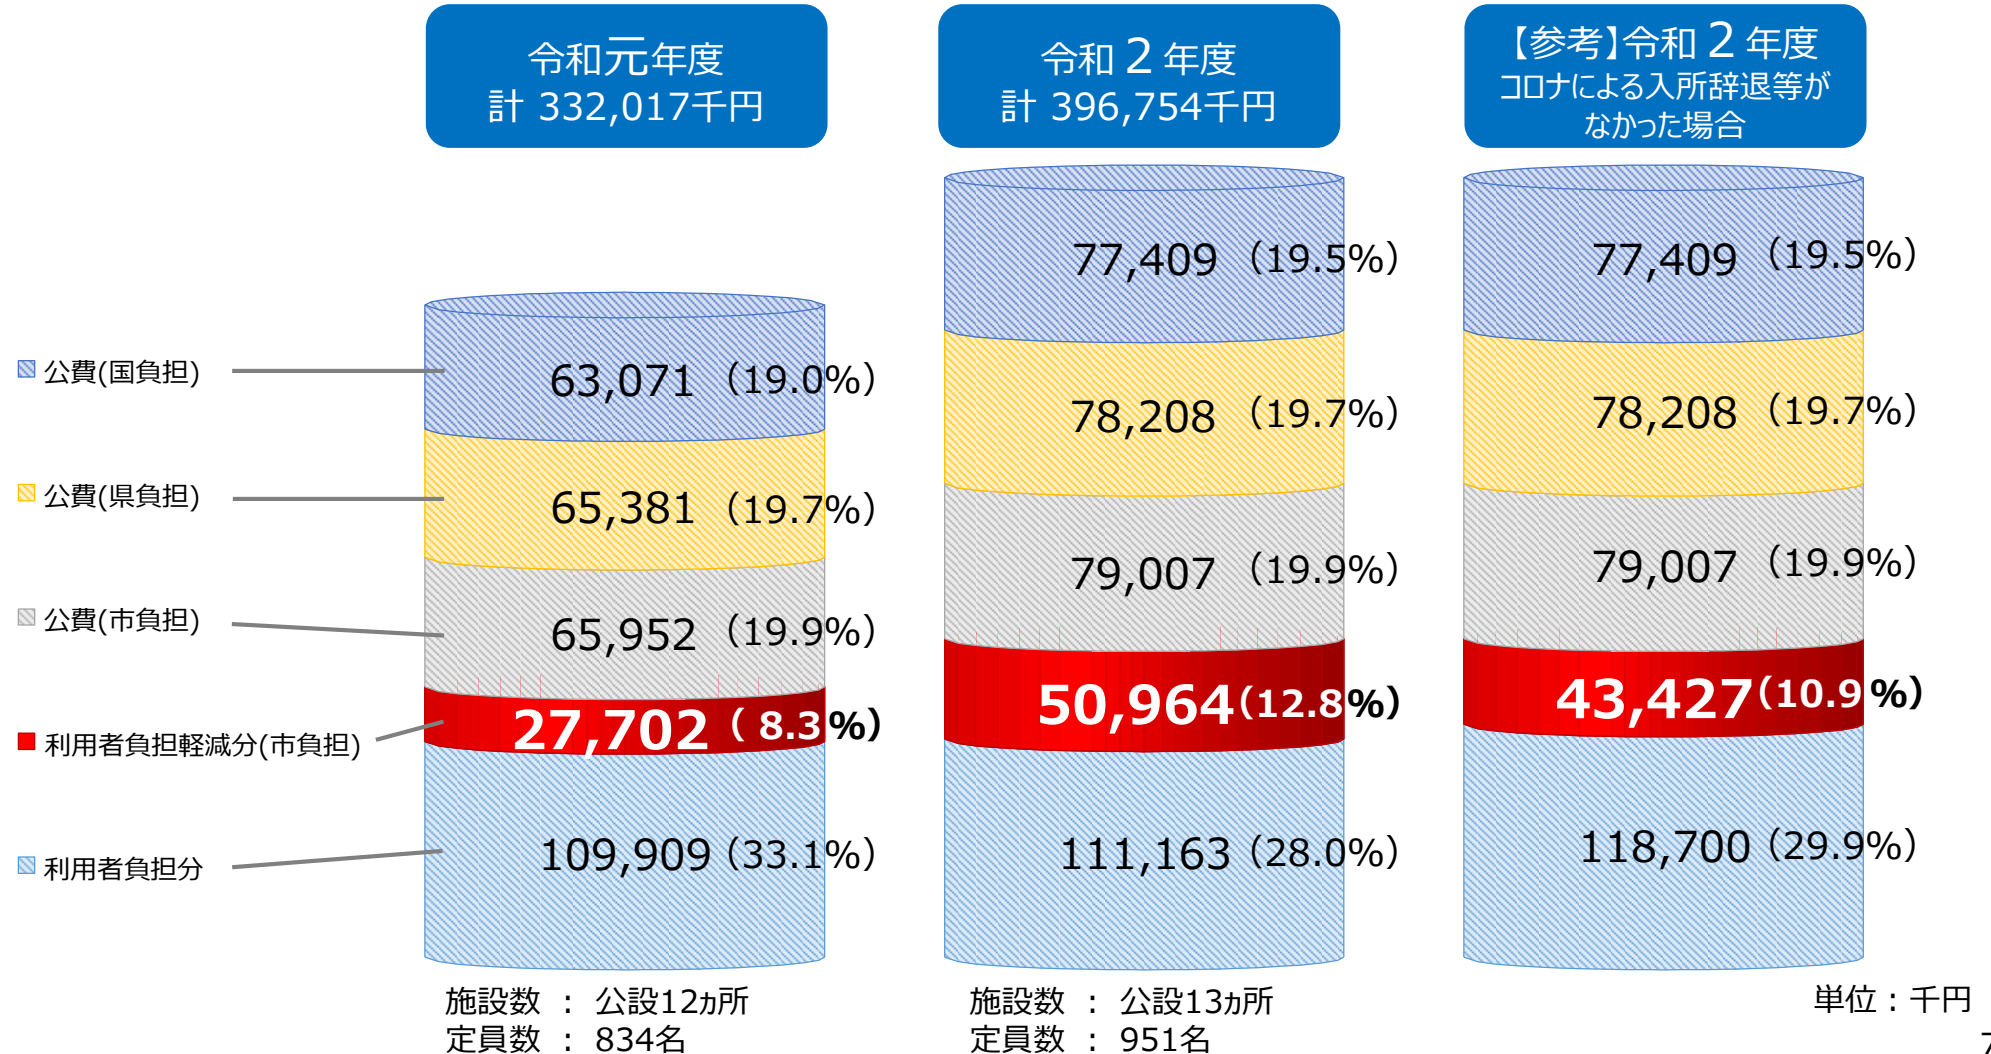 令和元年度
計 332,017千円
令和２年度
計 396,754千円
【参考】令和２年度
コロナによる入所辞退等が
なかった場合
公費(国負担)
公費(県負担)
公費(市負担)
利用者負担軽減分(市負担)
利用者負担分
63,071 （19.0%）
65,381 （19.7%）
65,952 （19.9%）
27,702 （ 8.3%）
109,909 （33.1%）
77,409 （19.5%）
78,208 （19.7%）
79,007 （19.9%）
50,964 (12.8%)
111,163 （28.0%）
77,409 （19.5%）
78,208 （19.7%）
79,007 （19.9%）
43,427 (10.9%)
118,700 （29.9%）
施設数 ： 公設12ヵ所
定員数 ： 834名
施設数 ： 公設13ヵ所
定員数 ： 951名
単位：千円